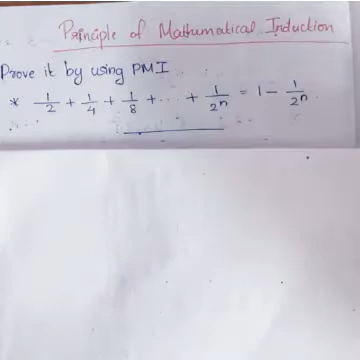 Principle of Mathematical Induction
Prove it by using PMI
* 1/2 + 1/4 + 1/8 + ... + 1/2^n = 1 - 1/2^n